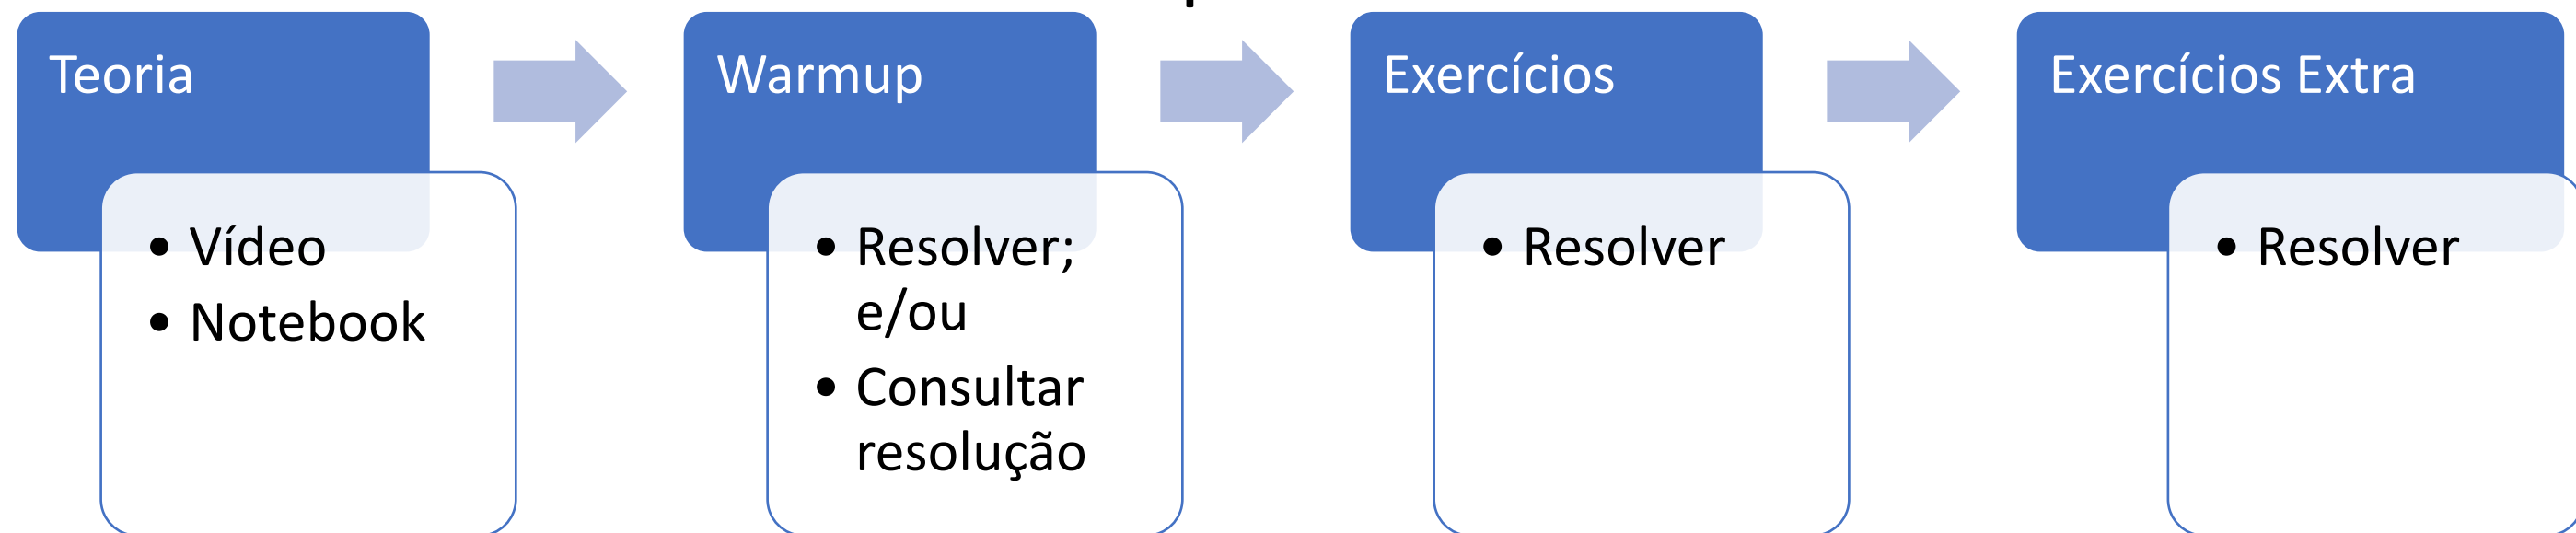 Teoria
• Vídeo
• Notebook
Warmup
• Resolver;
e/ou
• Consultar
resolução
Exercícios
• Resolver
Exercícios Extra
• Resolver